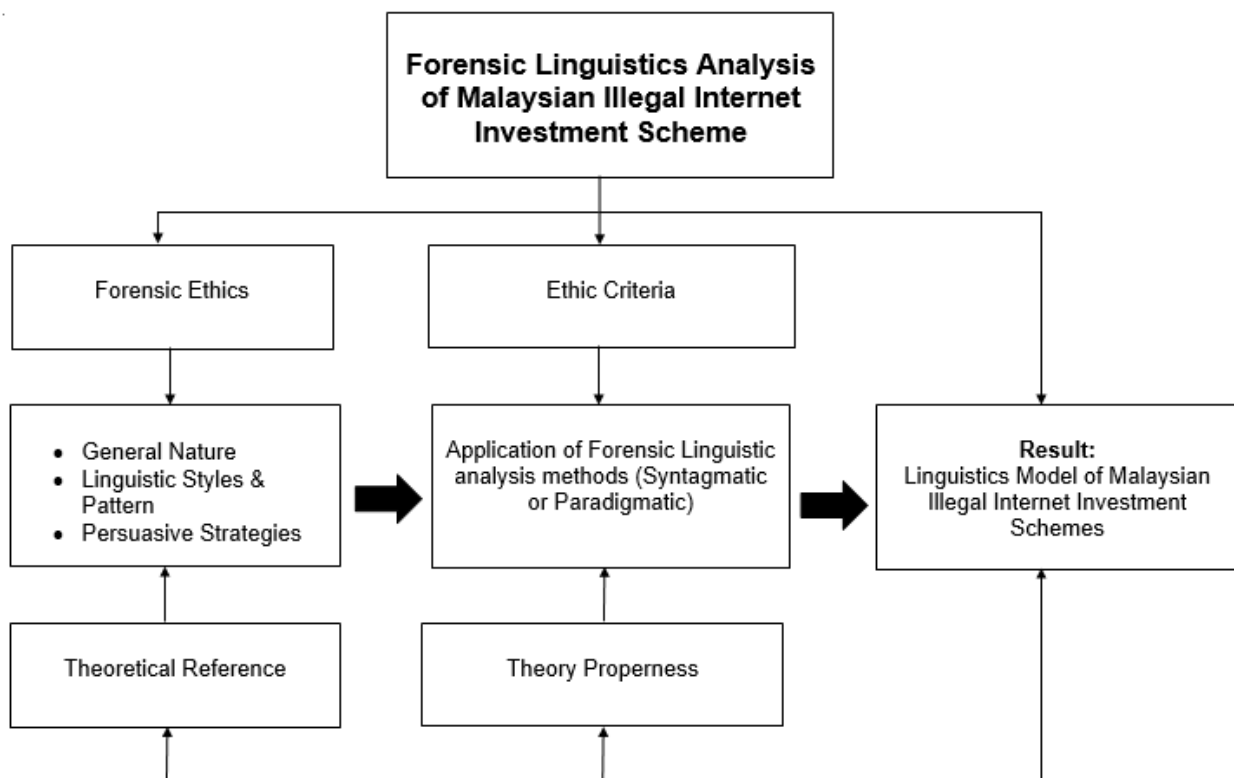 Forensic Linguistics Analysis
of Malaysian Illegal Internet
Investment Scheme
Forensic Ethics
Ethic Criteria
• General Nature
• Linguistic Styles &
Pattern
• Persuasive Strategies
Application of Forensic Linguistic
analysis methods (Syntagmatic
or Paradigmatic)
Result:
Linguistics Model of Malaysian
Illegal Internet Investment
Schemes
Theoretical Reference
Theory Properness